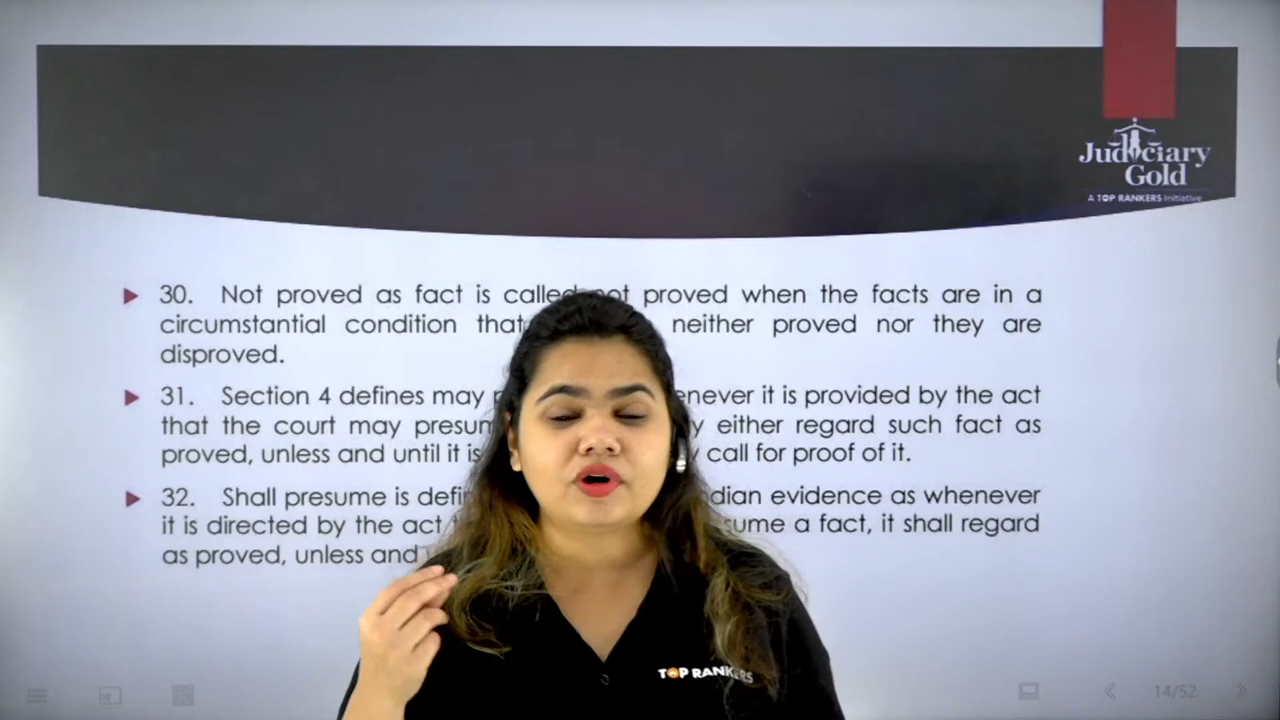 Judiciary
Gold
A TOP RANKERS Initiative
30. Not proved as fact is called not proved when the facts are in a
circumstantial condition that neither proved nor they are
disproved.
31. Section 4 defines may enever it is provided by the act
that the court may presum either regard such fact as
proved, unless and until it is call for proof of it.
32. Shall presume is defin dian evidence as whenever
it is directed by the act sume a fact, it shall regard
as proved, unless and
TOP RANKERS
14/52